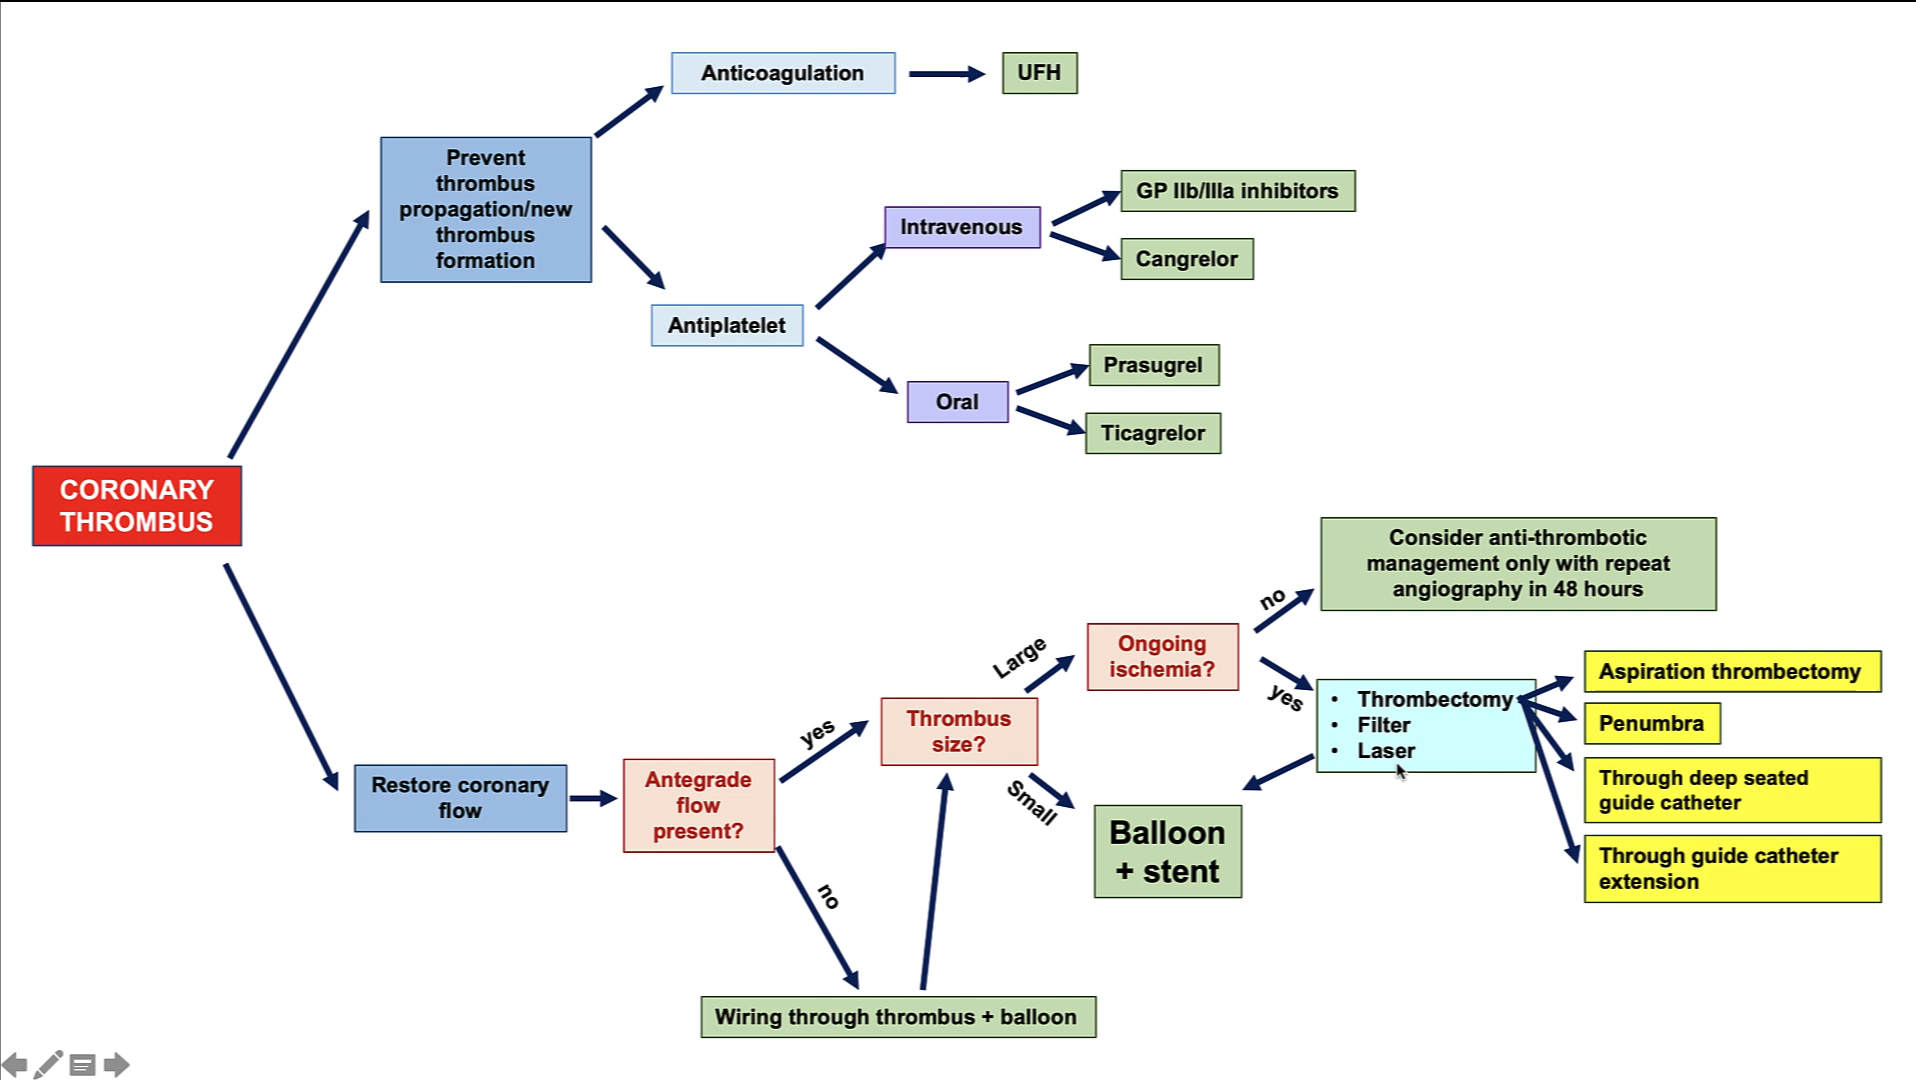 Anticoagulation
UFH
Prevent
thrombus
propagation/new
thrombus
formation
GP IIb/IIIa inhibitors
Intravenous
Cangrelor
Antiplatelet
Prasugrel
Oral
Ticagrelor
CORONARY
THROMBUS
Consider anti-thrombotic
management only with repeat
angiography in 48 hours
no
Large
Ongoing
ischemia?
yes
• Thrombectomy
• Filter
• Laser
Aspiration thrombectomy
Penumbra
Through deep seated
guide catheter
Through guide catheter
extension
Thrombus
size?
yes
Small
Restore coronary
flow
Antegrade
flow
present?
Balloon
+ stent
no
Wiring through thrombus + balloon